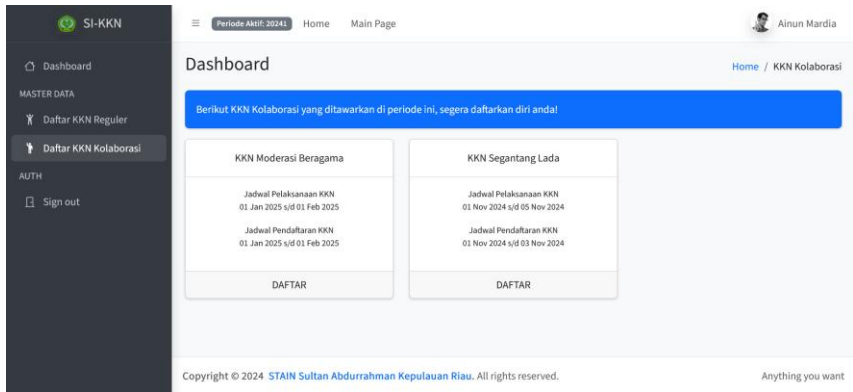 SI-KKN
Periode Aktif: 20241 Home Main Page
Ainun Mardia
Dashboard
MASTER DATA
Daftar KKN Reguler
Daftar KKN Kolaborasi
AUTH
Sign out
Dashboard
Home / KKN Kolaborasi
Berikut KKN Kolaborasi yang ditawarkan di periode ini, segera daftarkan diri anda!
KKN Moderasi Beragama
Jadwal Pelaksanaan KKN
01 Jan 2025 s/d 01 Feb 2025
Jadwal Pendaftaran KKN
01 Jan 2025 s/d 01 Feb 2025
DAFTAR
KKN Segantang Lada
Jadwal Pelaksanaan KKN
01 Nov 2024 s/d 05 Nov 2024
Jadwal Pendaftaran KKN
01 Nov 2024 s/d 03 Nov 2024
DAFTAR
Copyright © 2024 STAIN Sultan Abdurrahman Kepulauan Riau. All rights reserved.
Anything you want